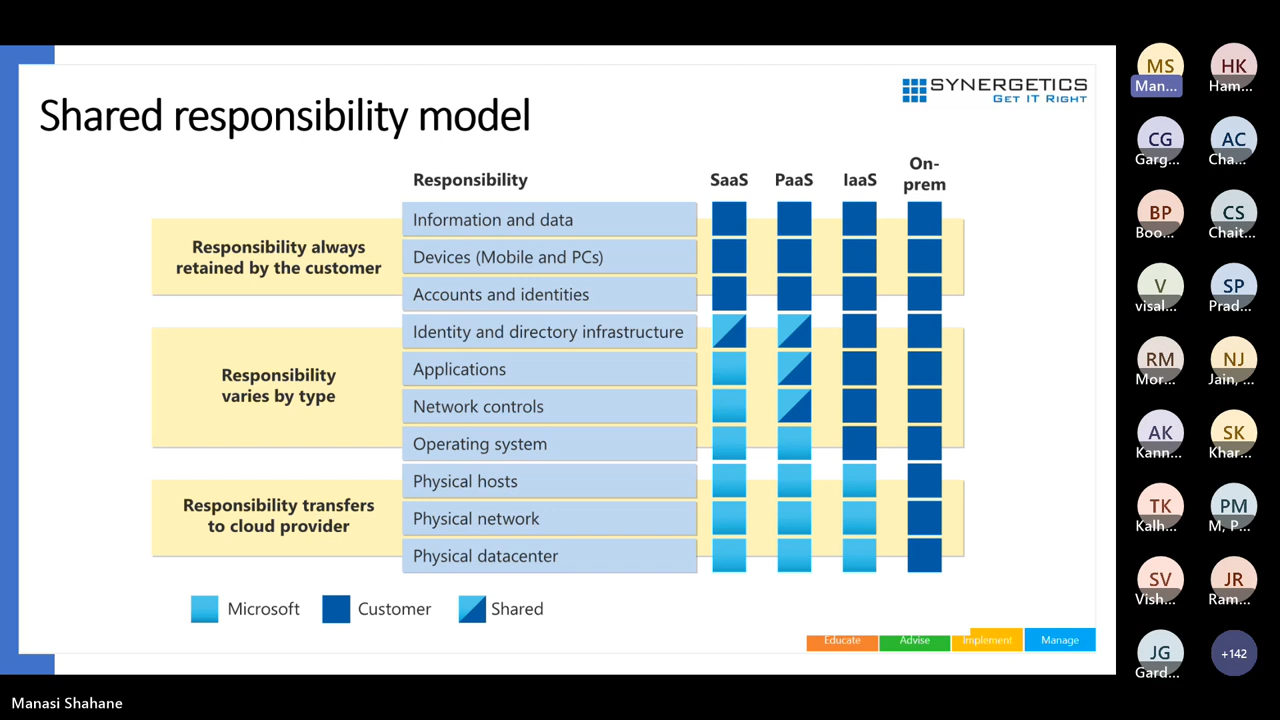 SYNERGETICS
GET IT RIGHT
Shared responsibility model
Responsibility
SaaS
PaaS
IaaS
On-
prem
Responsibility always
retained by the customer
Information and data
Devices (Mobile and PCs)
Accounts and identities
Responsibility
varies by type
Identity and directory infrastructure
Applications
Network controls
Operating system
Responsibility transfers
to cloud provider
Physical hosts
Physical network
Physical datacenter
Microsoft
Customer
Shared
Educate
Advise
Implement
Manage
MS
Man...
HK
Ham...
CG
Garg...
AC
Cha...
BP
Boo...
CS
Chait...
V
visal...
SP
Prad...
RM
Mor...
NJ
Jain, ...
AK
Kann...
SK
Khar...
TK
Kalh...
PM
M, P...
SV
Vish...
JR
Ram...
JG
Gard...
+142
Manasi Shahane